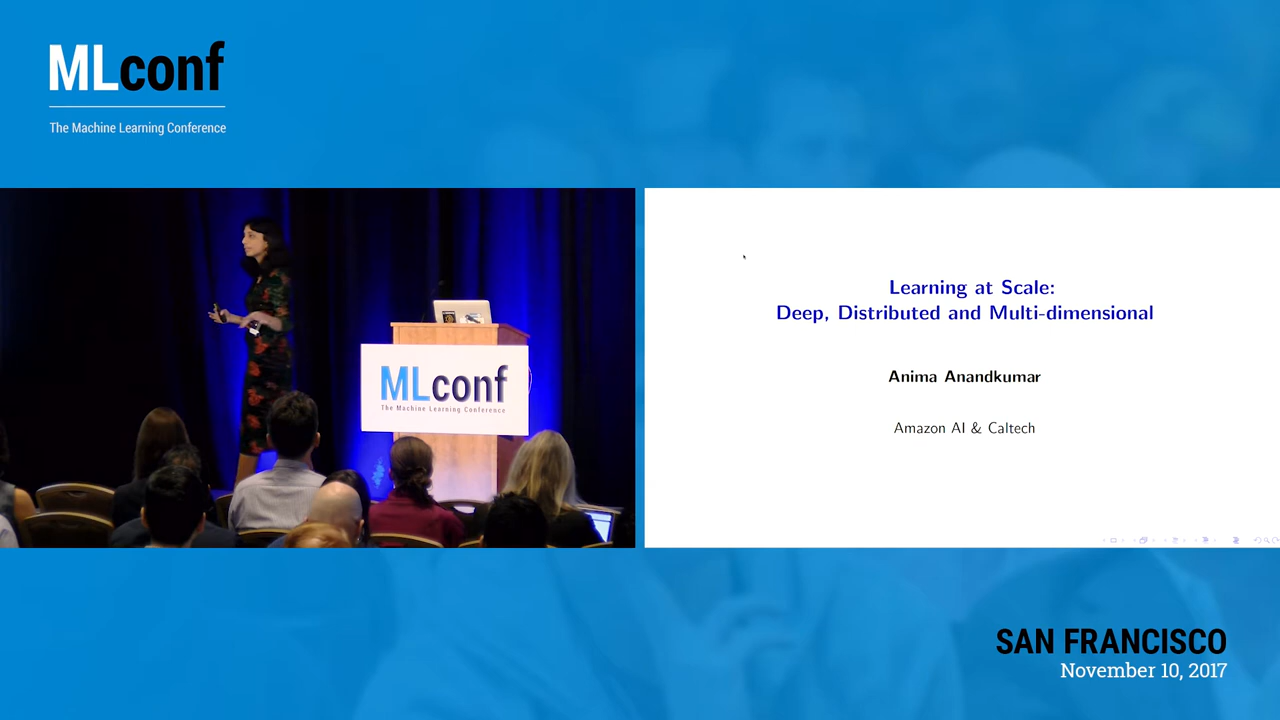 MLconf
The Machine Learning Conference
MLconf
The Machine Learning Conference
Learning at Scale:
Deep, Distributed and Multi-dimensional
Anima Anandkumar
Amazon AI & Caltech
SAN FRANCISCO
November 10, 2017